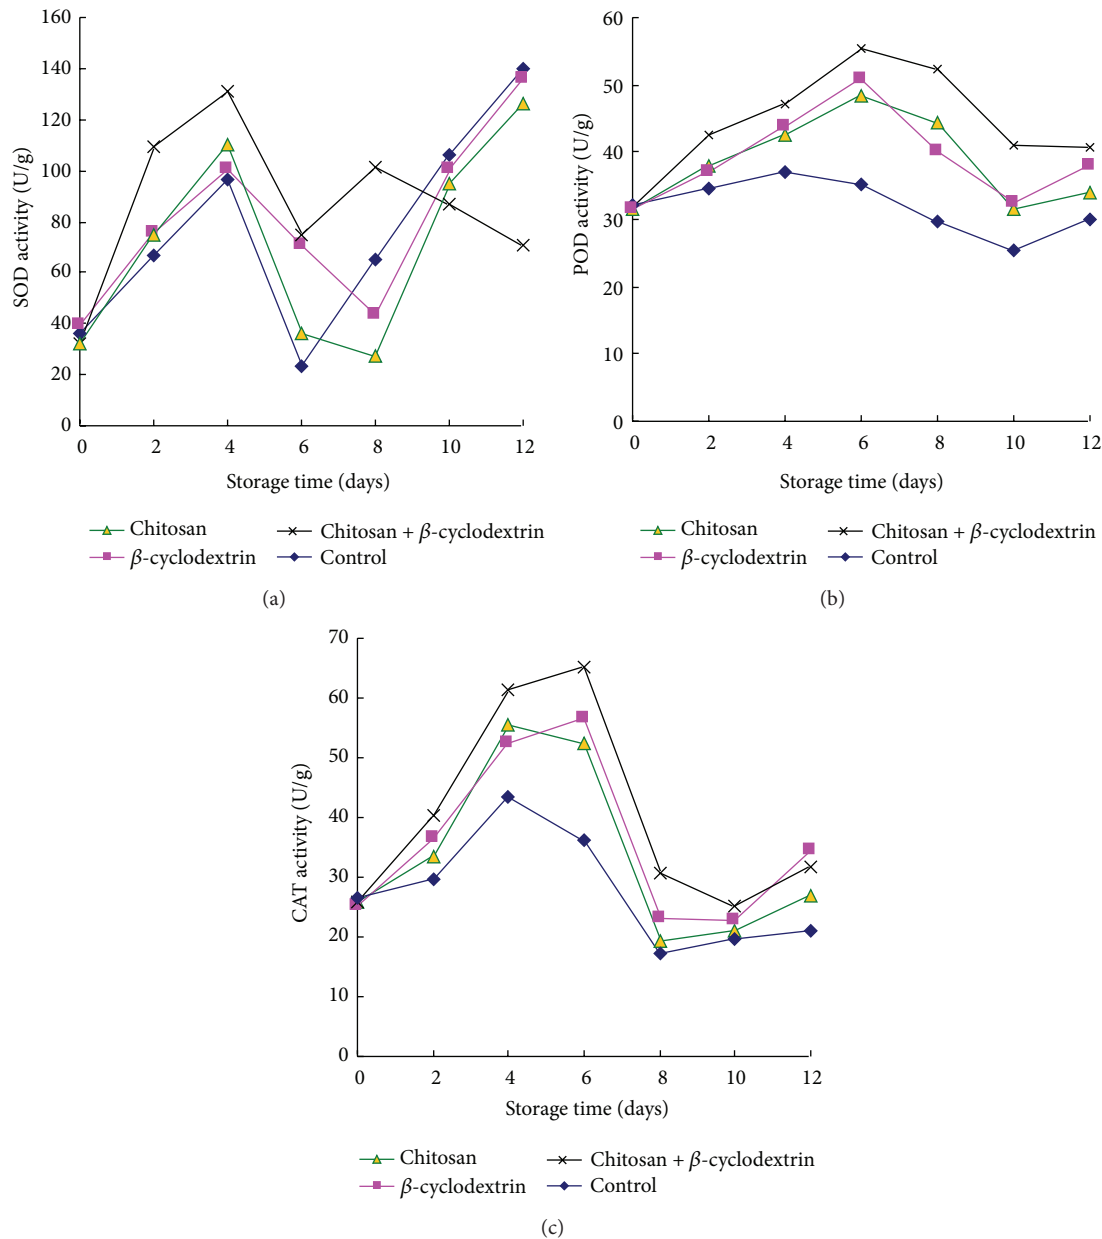 160
140
120
100
80
60
40
20
0
SOD activity (U/g)
0 2 4 6 8 10 12
Storage time (days)
Chitosan
Chitosan + β-cyclodextrin
β-cyclodextrin
Control
(a)
60
50
40
30
20
10
0
POD activity (U/g)
0 2 4 6 8 10 12
Storage time (days)
Chitosan
Chitosan + β-cyclodextrin
β-cyclodextrin
Control
(b)
70
60
50
40
30
20
10
0
CAT activity (U/g)
0 2 4 6 8 10 12
Storage time (days)
Chitosan
Chitosan + β-cyclodextrin
β-cyclodextrin
Control
(c)